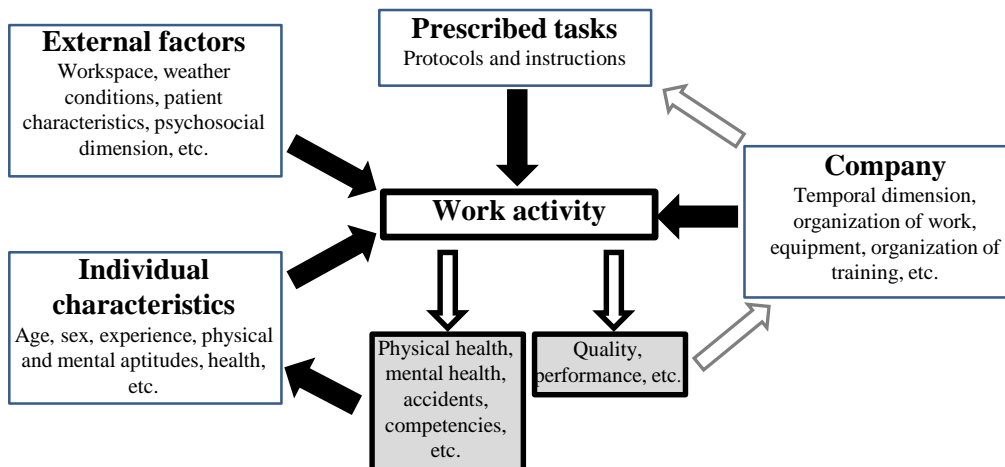 External factors
Workspace, weather
conditions, patient
characteristics, psychosocial
dimension, etc.
Prescribed tasks
Protocols and instructions
Company
Temporal dimension,
organization of work,
equipment, organization of
training, etc.
Work activity
Individual
characteristics
Age, sex, experience, physical
and mental aptitudes, health,
etc.
Physical health,
mental health,
accidents,
competencies,
etc.
Quality,
performance, etc.